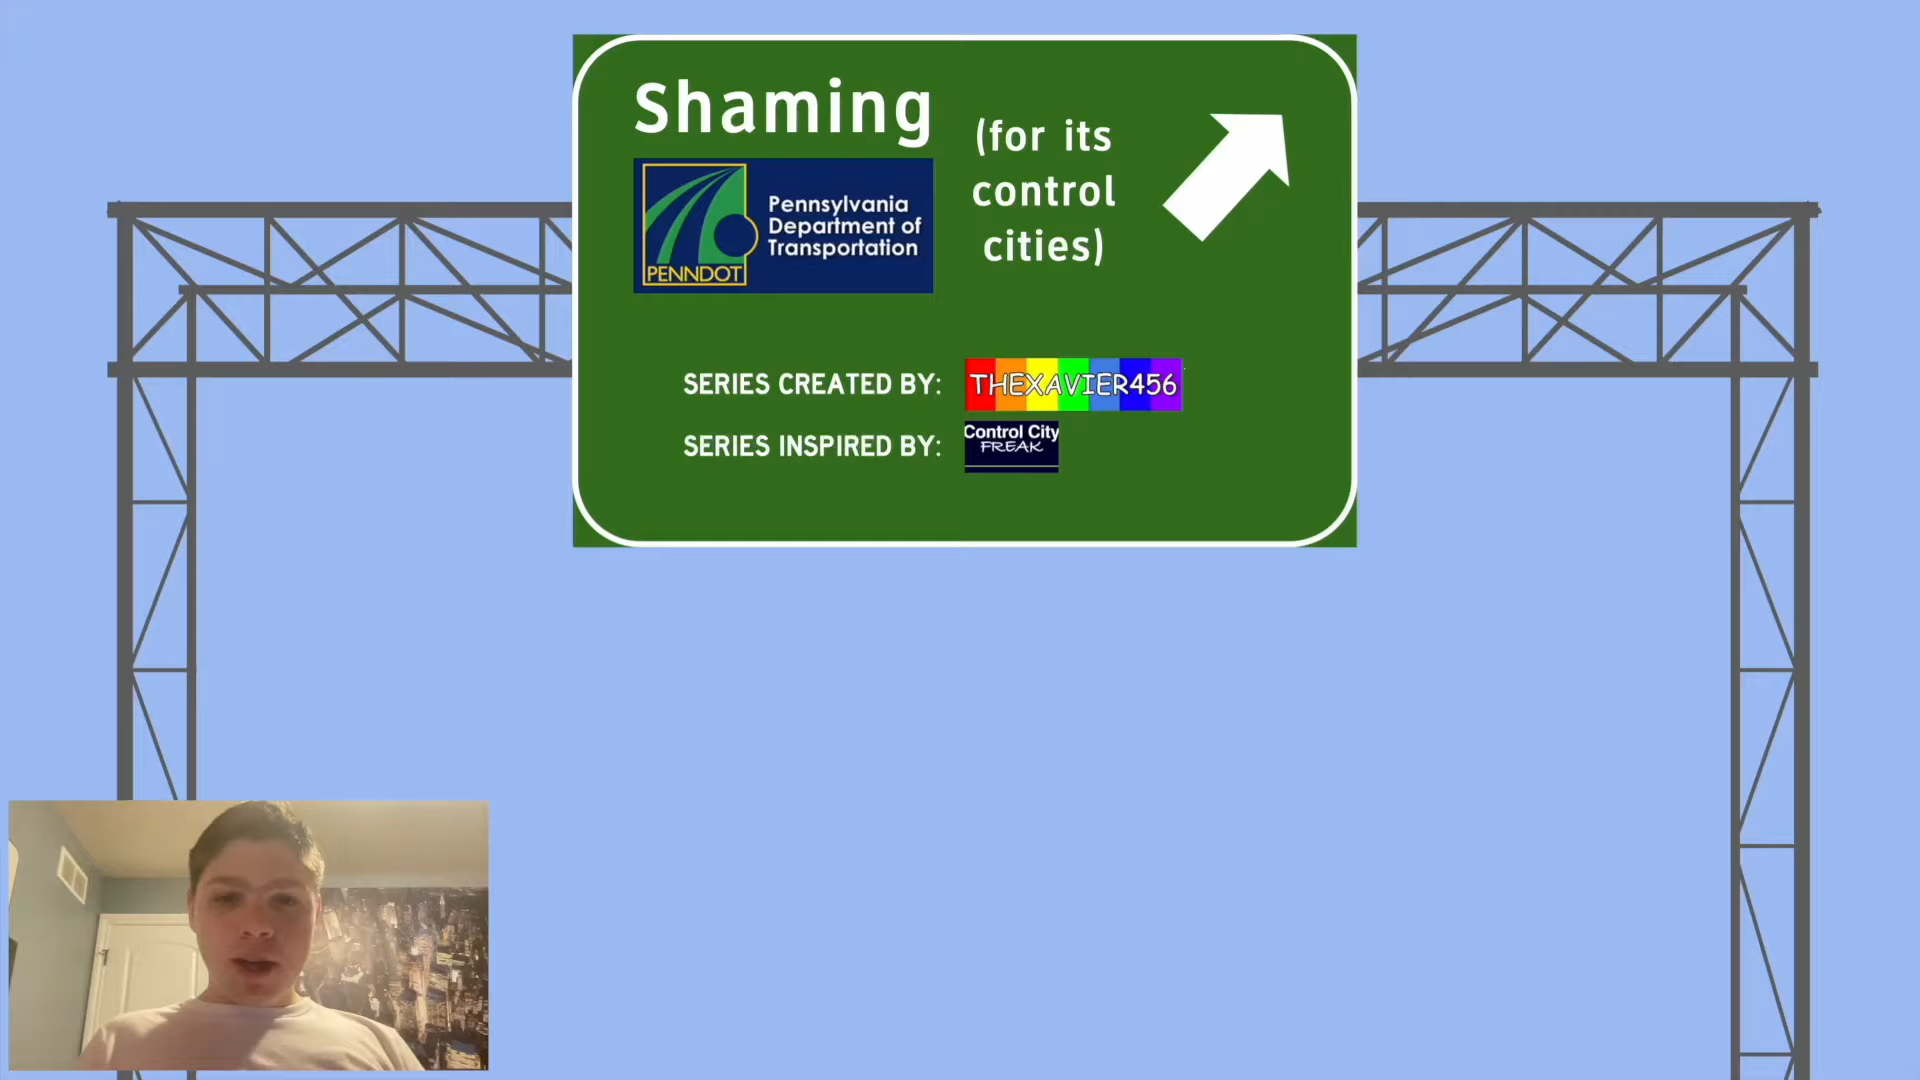 Shaming
(for its
control
cities)
Pennsylvania
Department of
Transportation
PENNDOT
SERIES CREATED BY:
THEXAVIER456
SERIES INSPIRED BY:
Control City
FREAK